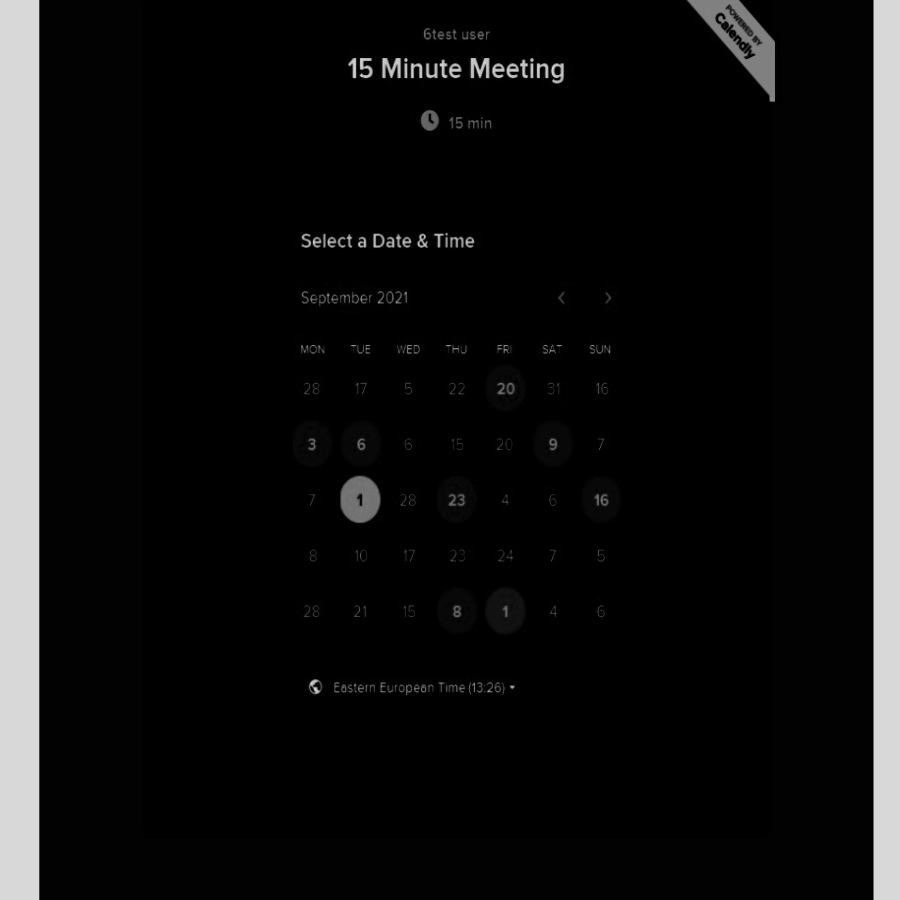 POWERED BY
Calendly
6test user
15 Minute Meeting
15 min
Select a Date & Time
September 2021
MON TUE WED THU FRI SAT SUN
28 17 5 22 20 31 16
3 6 6 15 20 9 7
7 1 28 23 4 6 16
8 10 17 23 24 7 5
28 21 15 8 1 4 6
Eastern European Time (13:26)